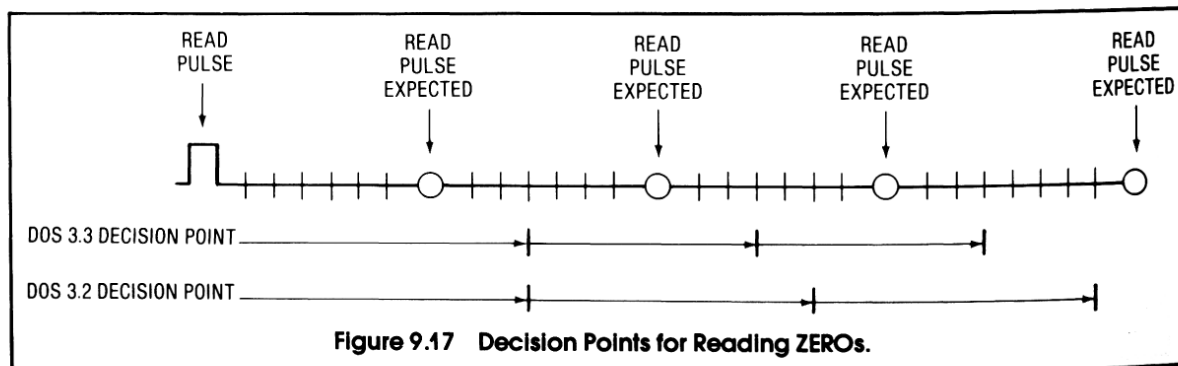 READ
PULSE
READ
PULSE
EXPECTED
READ
PULSE
EXPECTED
READ
PULSE
EXPECTED
READ
PULSE
EXPECTED
DOS 3.3 DECISION POINT
DOS 3.2 DECISION POINT
Figure 9.17 Decision Points for Reading ZEROs.